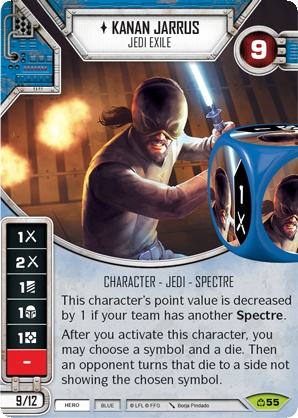 KANAN JARRUS
JEDI EXILE
9
1
1
2
1
1
1
-
CHARACTER - JEDI - SPECTRE
This character's point value is decreased
by 1 if your team has another Spectre.
After you activate this character, you
may choose a symbol and a die. Then
an opponent turns that die to a side not
showing the chosen symbol.
9/12
HERO
BLUE
© LFL © FFG
Borja Pindado
55